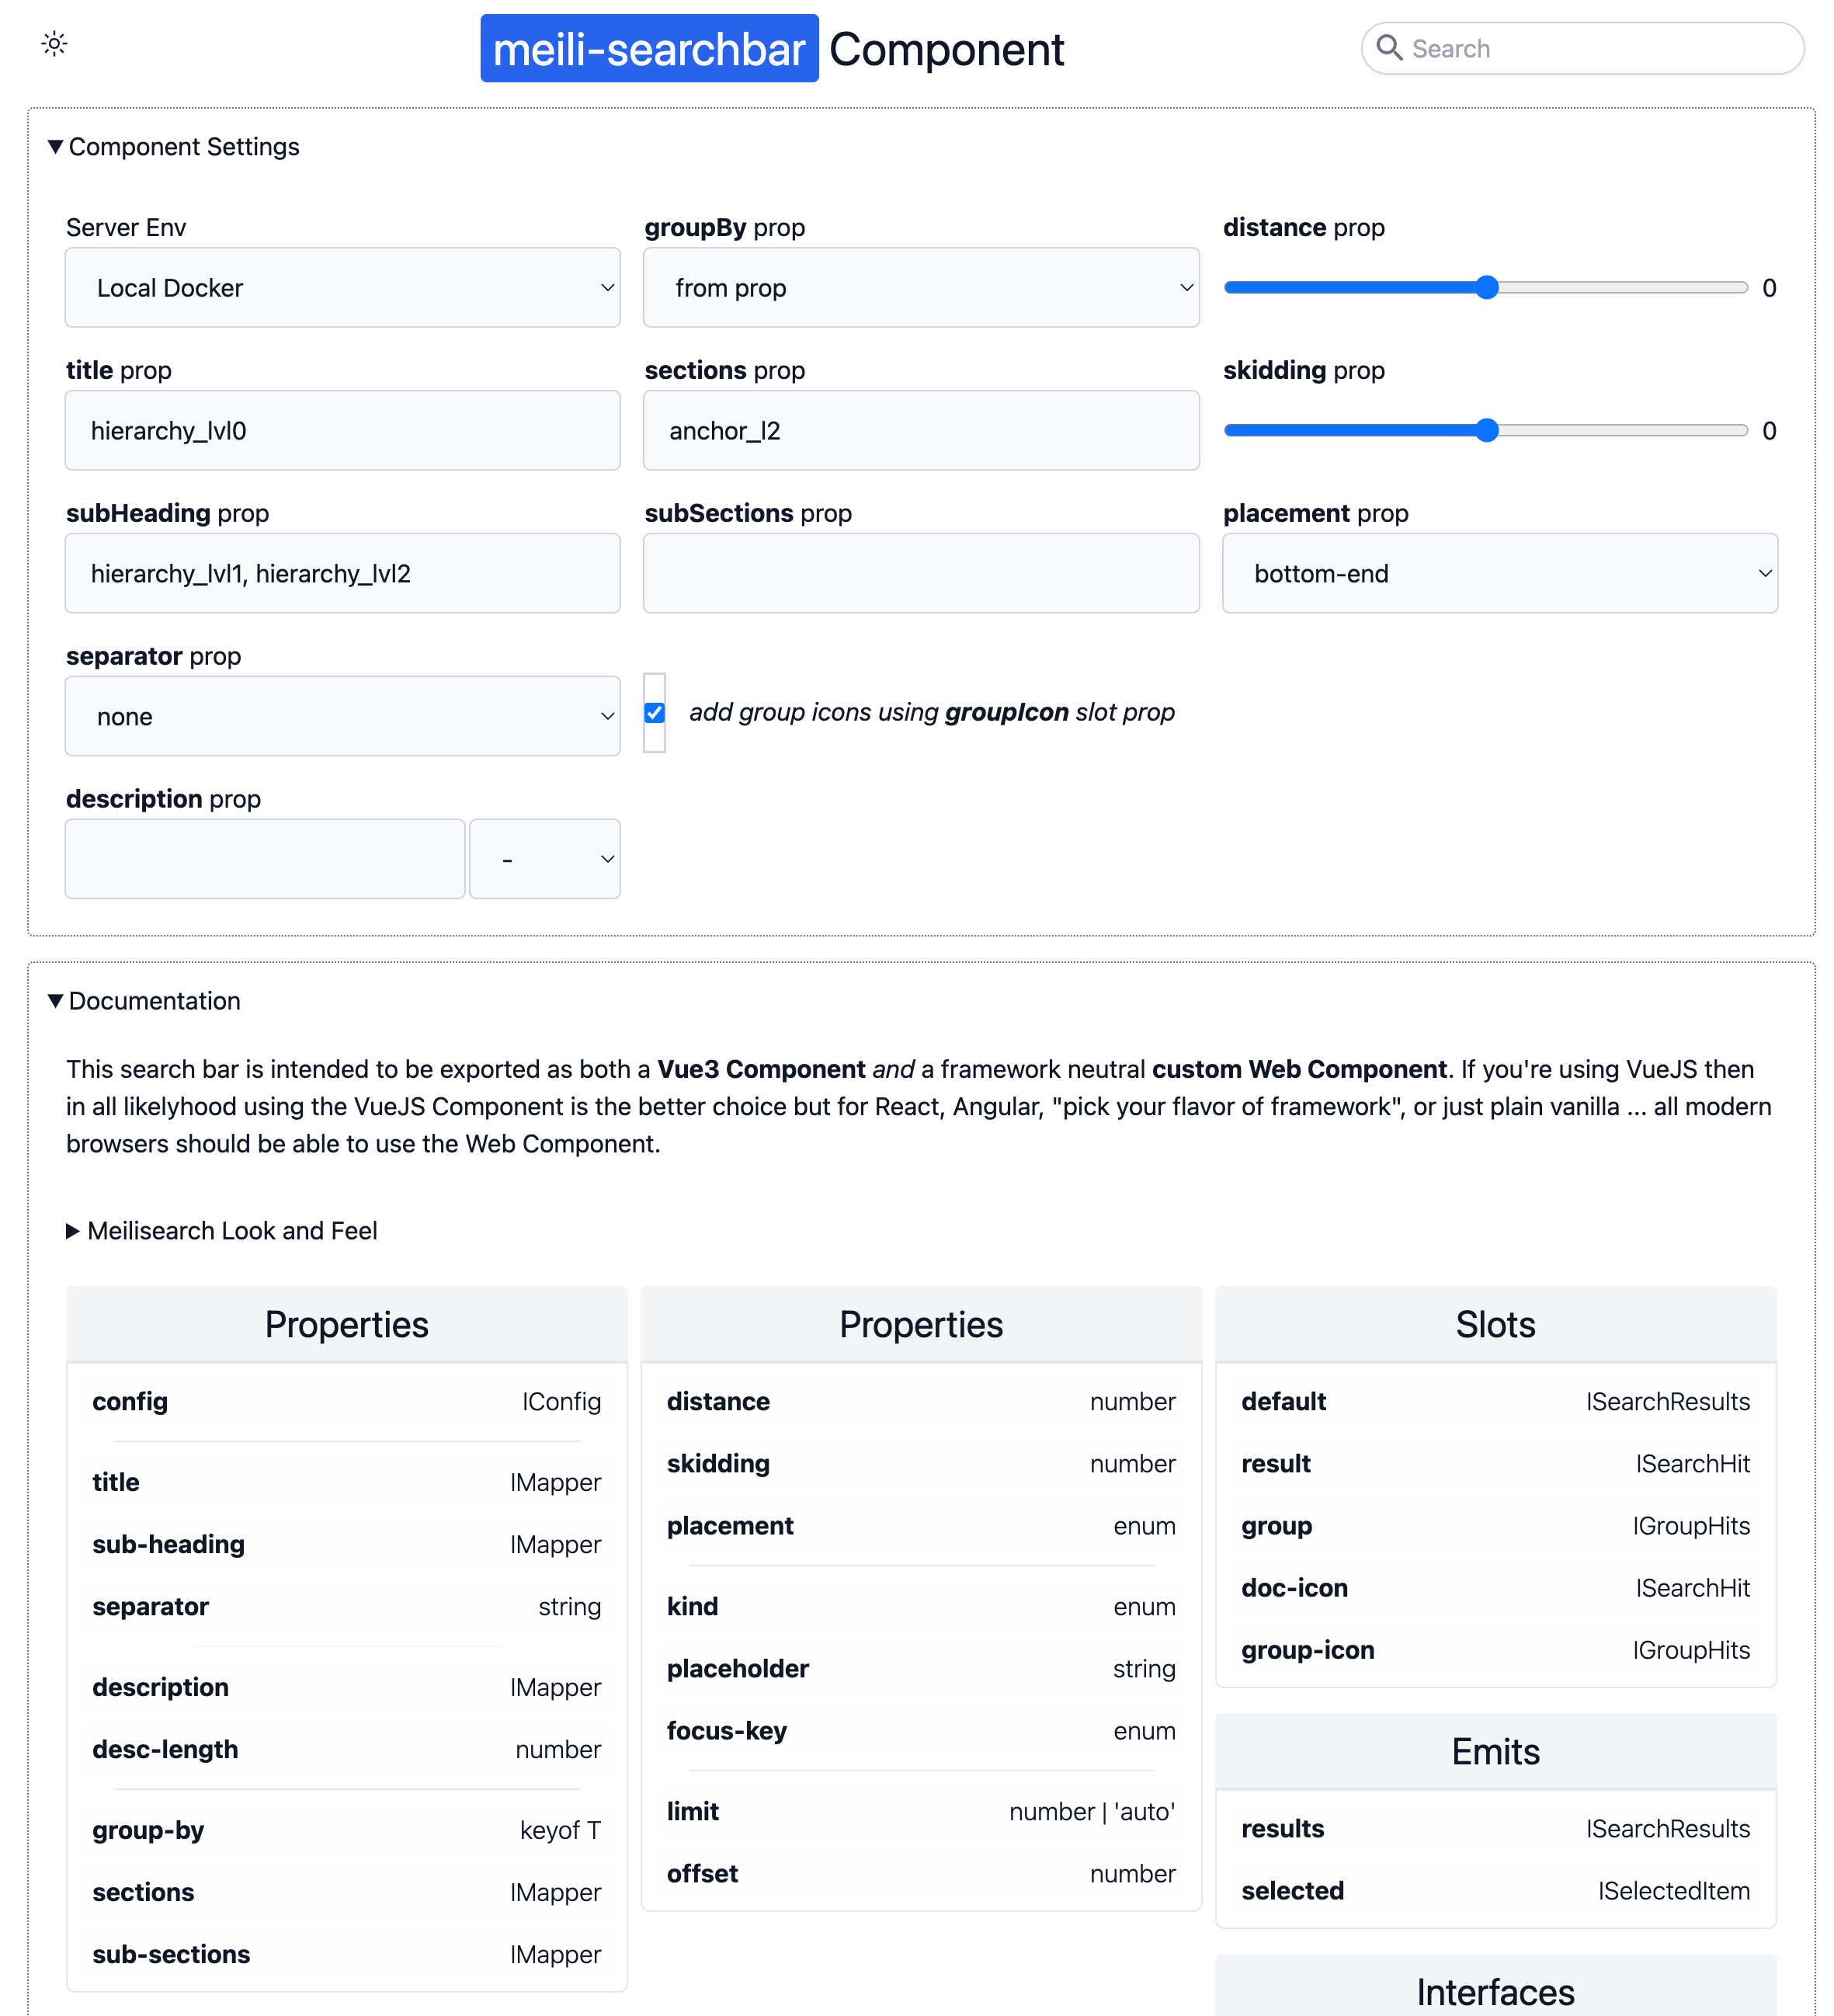 meili-searchbar Component
Search
Component Settings
Server Env
Local Docker
groupBy prop
from prop
distance prop
0
title prop
hierarchy_lvl0
sections prop
anchor_l2
skidding prop
0
subHeading prop
hierarchy_lvl1, hierarchy_lvl2
subSections prop
placement prop
bottom-end
separator prop
none
add group icons using groupIcon slot prop
description prop
-
Documentation
This search bar is intended to be exported as both a Vue3 Component and a framework neutral custom Web Component. If you're using VueJS then
in all likelyhood using the VueJS Component is the better choice but for React, Angular, "pick your flavor of framework", or just plain vanilla ... all modern
browsers should be able to use the Web Component.
Meilisearch Look and Feel
Properties
config IConfig
title IMapper
sub-heading IMapper
separator string
description IMapper
desc-length number
group-by keyof T
sections IMapper
sub-sections IMapper
Properties
distance number
skidding number
placement enum
kind enum
placeholder string
focus-key enum
limit number | 'auto'
offset number
Slots
default ISearchResults
result ISearchHit
group IGroupHits
doc-icon ISearchHit
group-icon IGroupHits
Emits
results ISearchResults
selected ISelectedItem
Interfaces